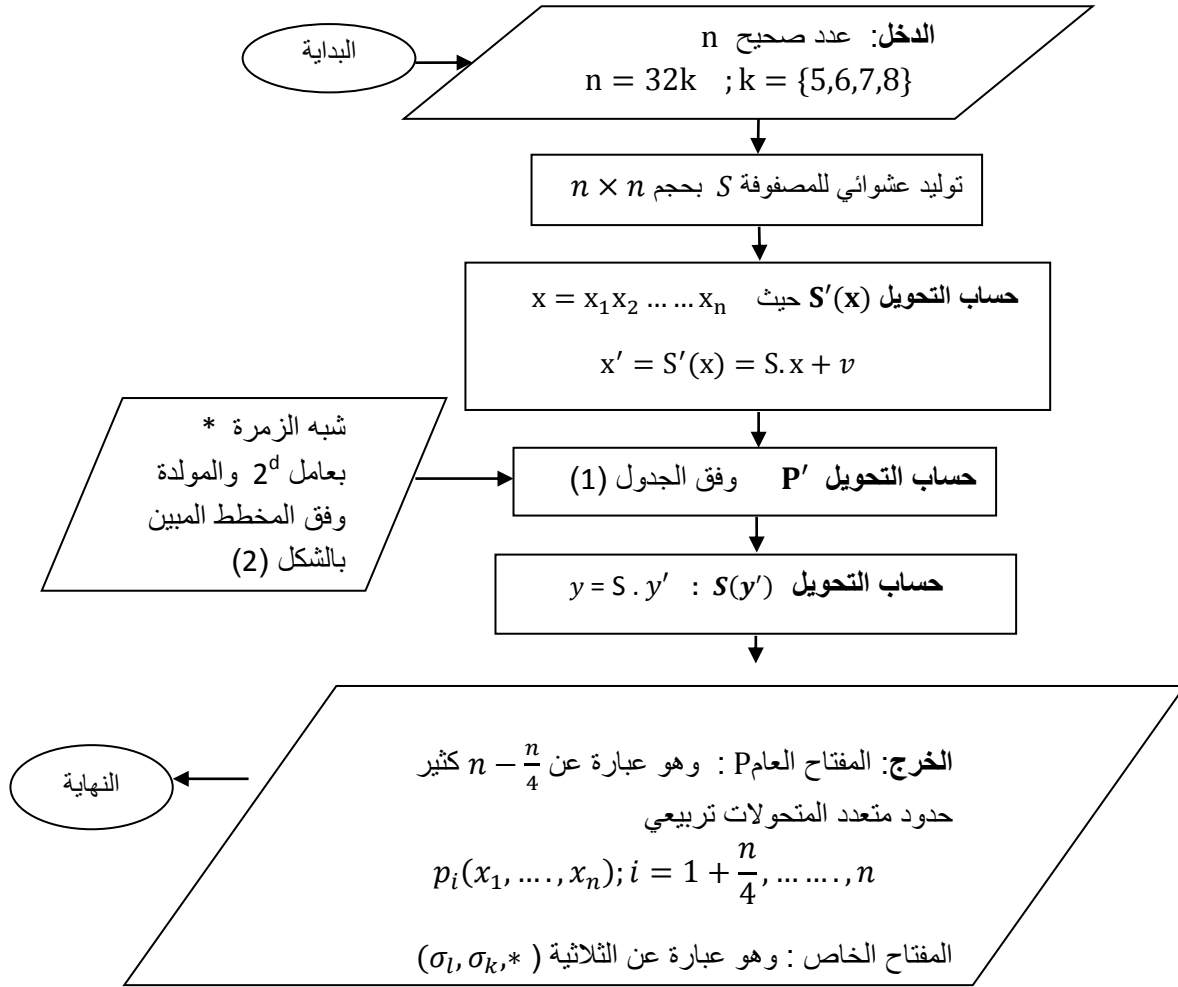 البداية
الدخل: عدد صحيح n
n = 32k ; k = {5,6,7,8}
توليد عشوائي للمصفوفة S بحجم n × n
حساب التحويل S′(x) حيث x = x₁x₂ … … xₙ
x′ = S′(x) = S. x + v
شبه الزمرة *
بعامل 2ᵈ والمولدة
وفق المخطط المبين
بالشكل (2)
حساب التحويل P′ وفق الجدول (1)
حساب التحويل S(y′) : y = S . y′
الخرج: المفتاح العامP : وهو عبارة عن n − n/4 كثير
حدود متعدد المتحولات تربيعي
pᵢ(x₁, … . , xₙ); i = 1 + n/4, … … . , n
المفتاح الخاص : وهو عبارة عن الثلاثية (σₗ, σₖ,∗ )
النهاية